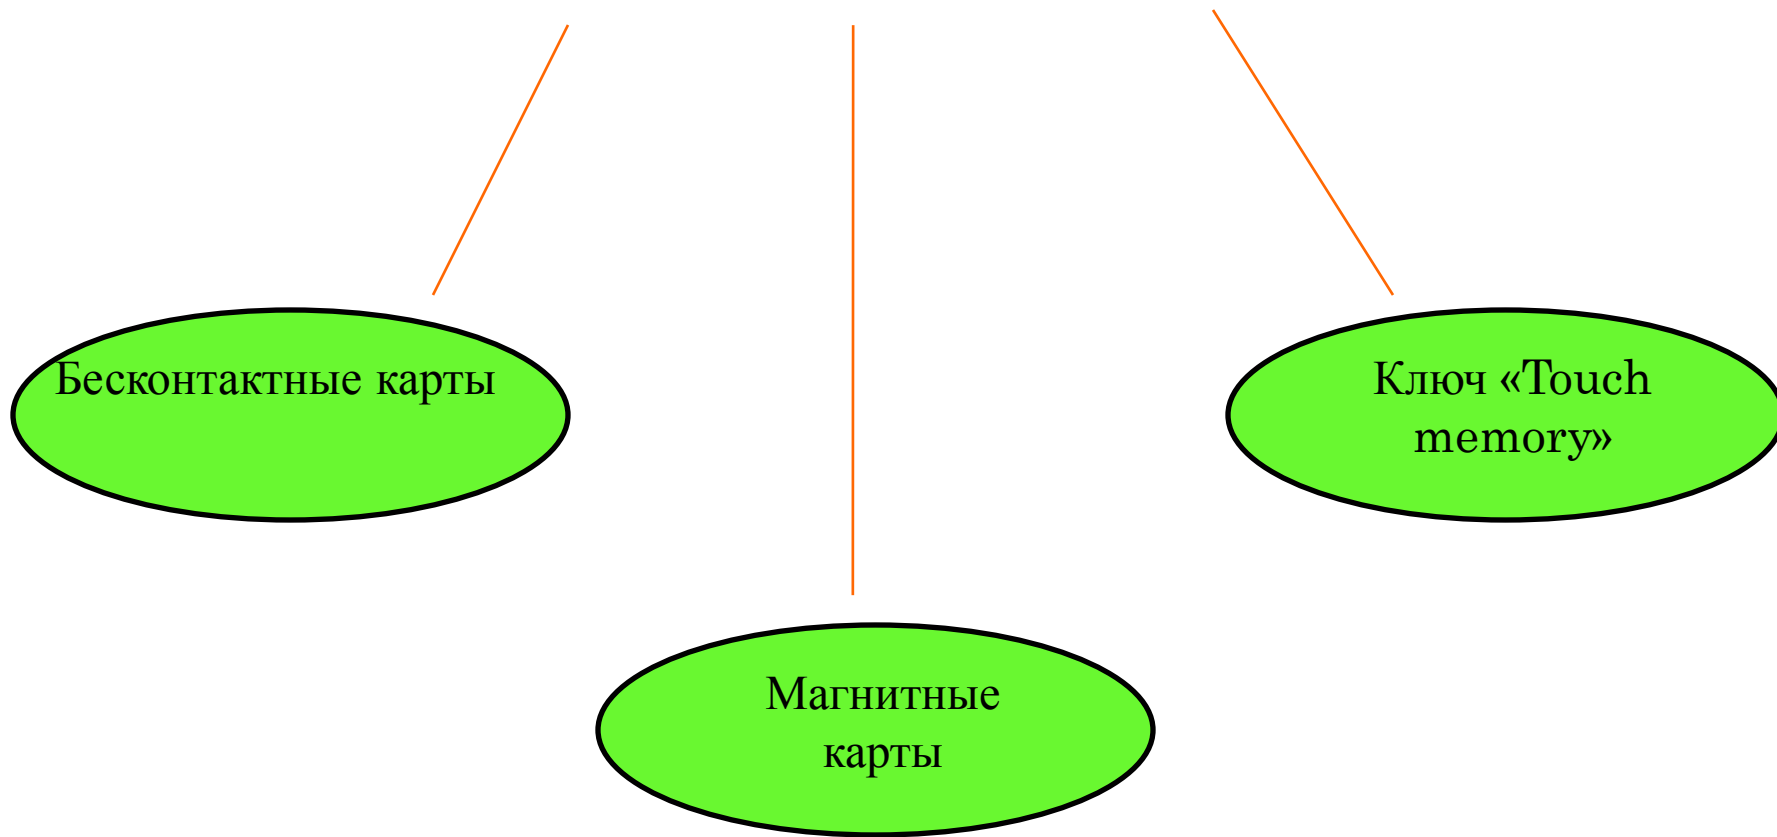 Бесконтактные карты
Ключ «Touch
memory»
Магнитные
карты